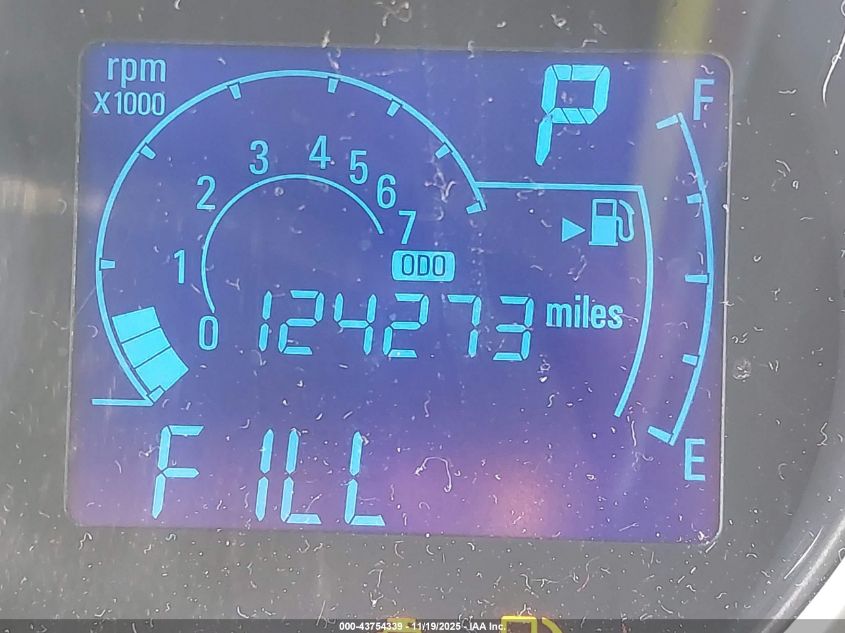 rpm
X1000
P
F
0 1 2 3 4 5 6 7
ODO
124273 miles
E
FILL
000-43754339 - 11/19/2025 - IAA Inc.